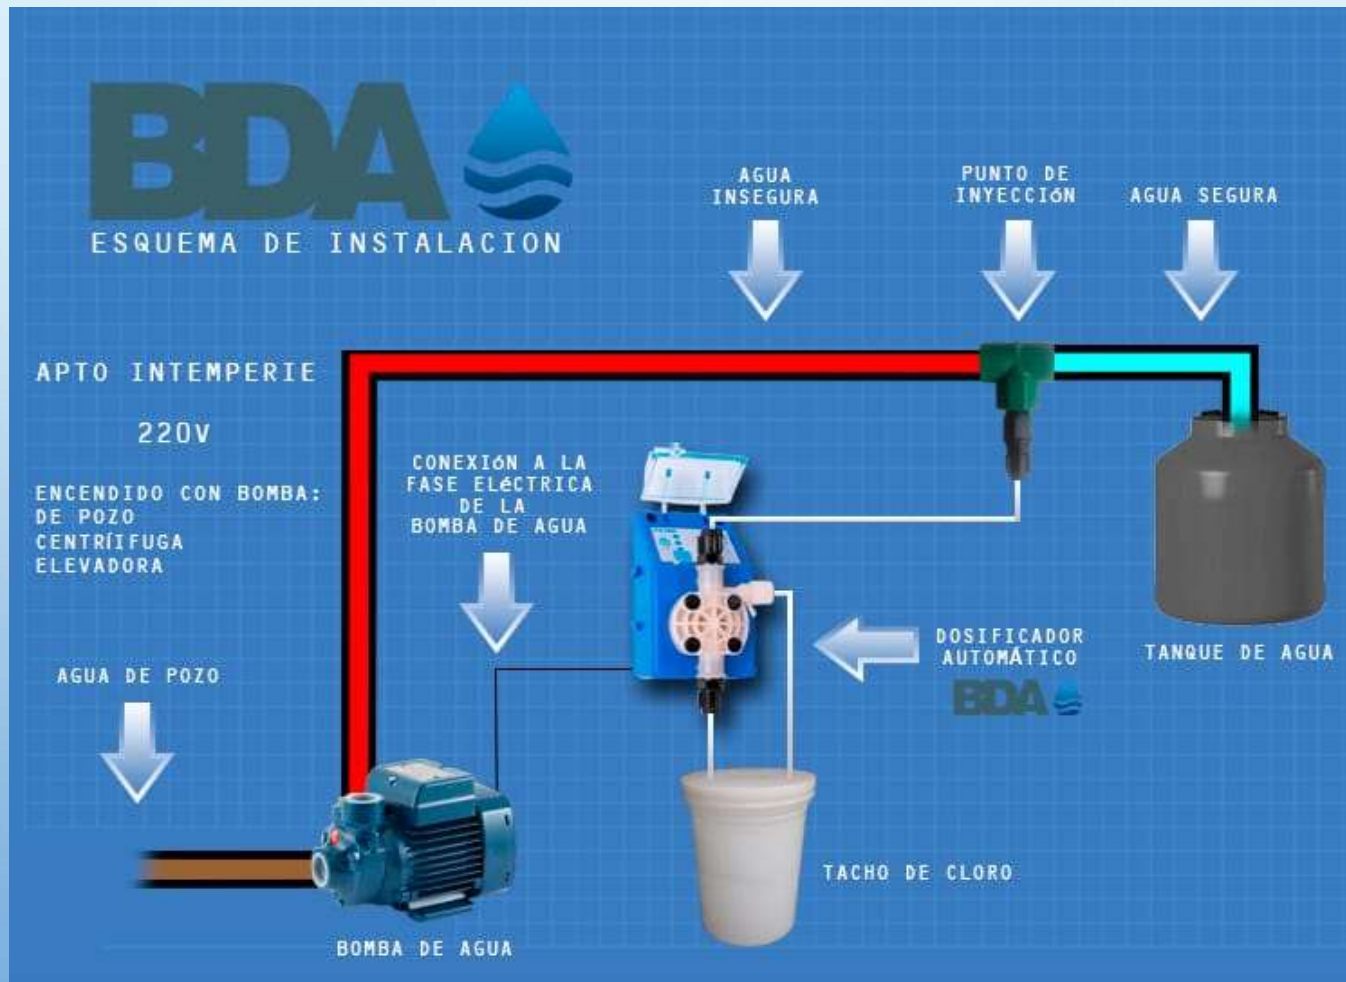 BDA
ESQUEMA DE INSTALACION
AGUA
INSEGURA
PUNTO DE
INYECCIóN
AGUA SEGURA
APTO INTEMPERIE
220V
ENCENDIDO CON BOMBA:
DE POZO
CENTRÍIFUGA
ELEVADORA
CONEXIóN A LA
FASE ELéCTRICA
DE LA
BOMBA DE AGUA
AGUA DE POZO
DOSIFICADOR
AUTOMÁTICO
BDA
TANQUE DE AGUA
TACHO DE CLORO
BOMBA DE AGUA